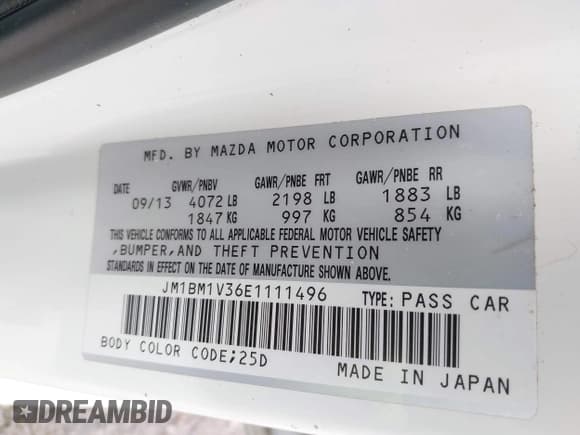 MFD. BY MAZDA MOTOR CORPORATION
DATE GVWR/PNBV GAWR/PNBE FRT GAWR/PNBE RR
09/13 4072 LB 2198 LB 1883 LB
1847 KG 997 KG 854 KG
THIS VEHICLE CONFORMS TO ALL APPLICABLE FEDERAL MOTOR VEHICLE SAFETY
,BUMPER,AND THEFT PREVENTION
STANDARDS IN EFFECT ON THE DATE OF MANUFACTURE SHOWN ABOVE.
JM1BM1V36E1111496 TYPE: PASS CAR
BODY COLOR CODE;25D MADE IN JAPAN
DREAMBID